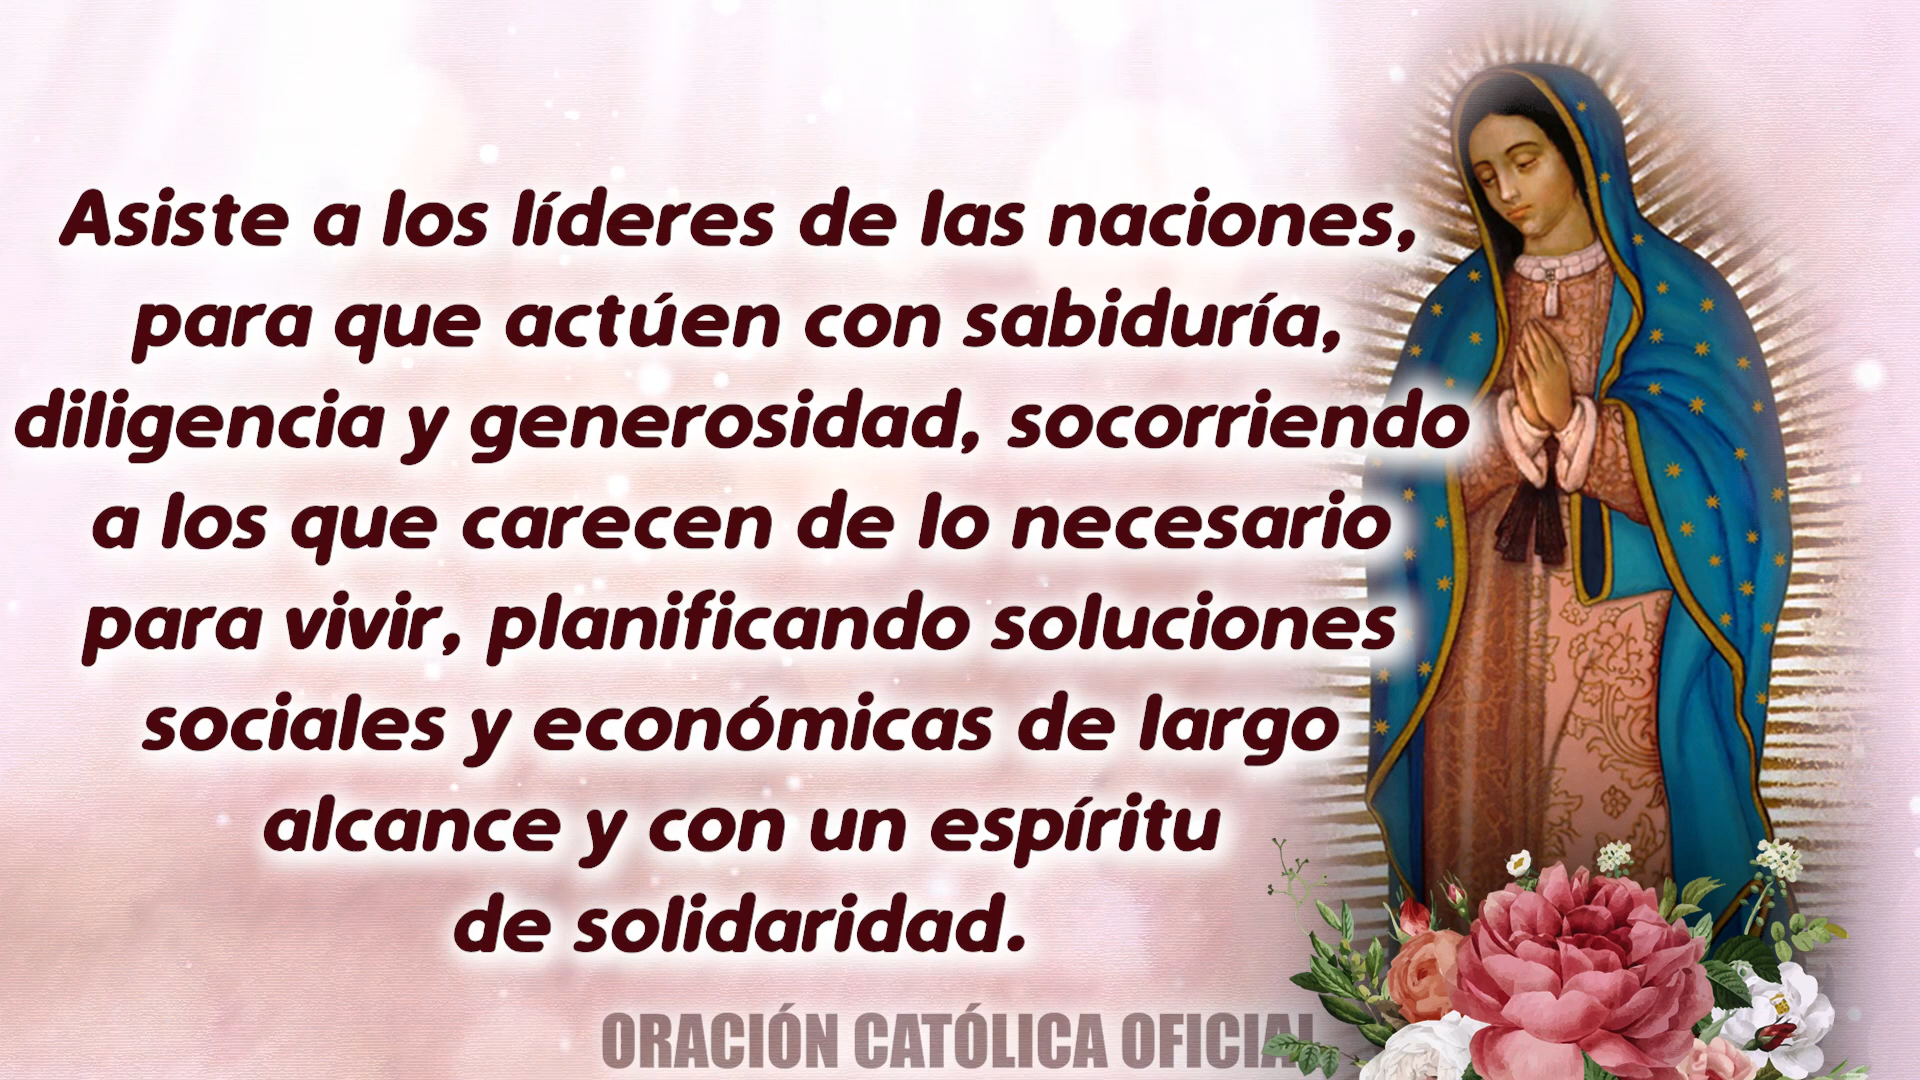 Asiste a los líderes de las naciones,
para que actúen con sabiduría,
diligencia y generosidad, socorriendo
a los que carecen de lo necesario
para vivir, planificando soluciones
sociales y económicas de largo
alcance y con un espíritu
de solidaridad.
ORACIÓN CATÓLICA OFICIAL